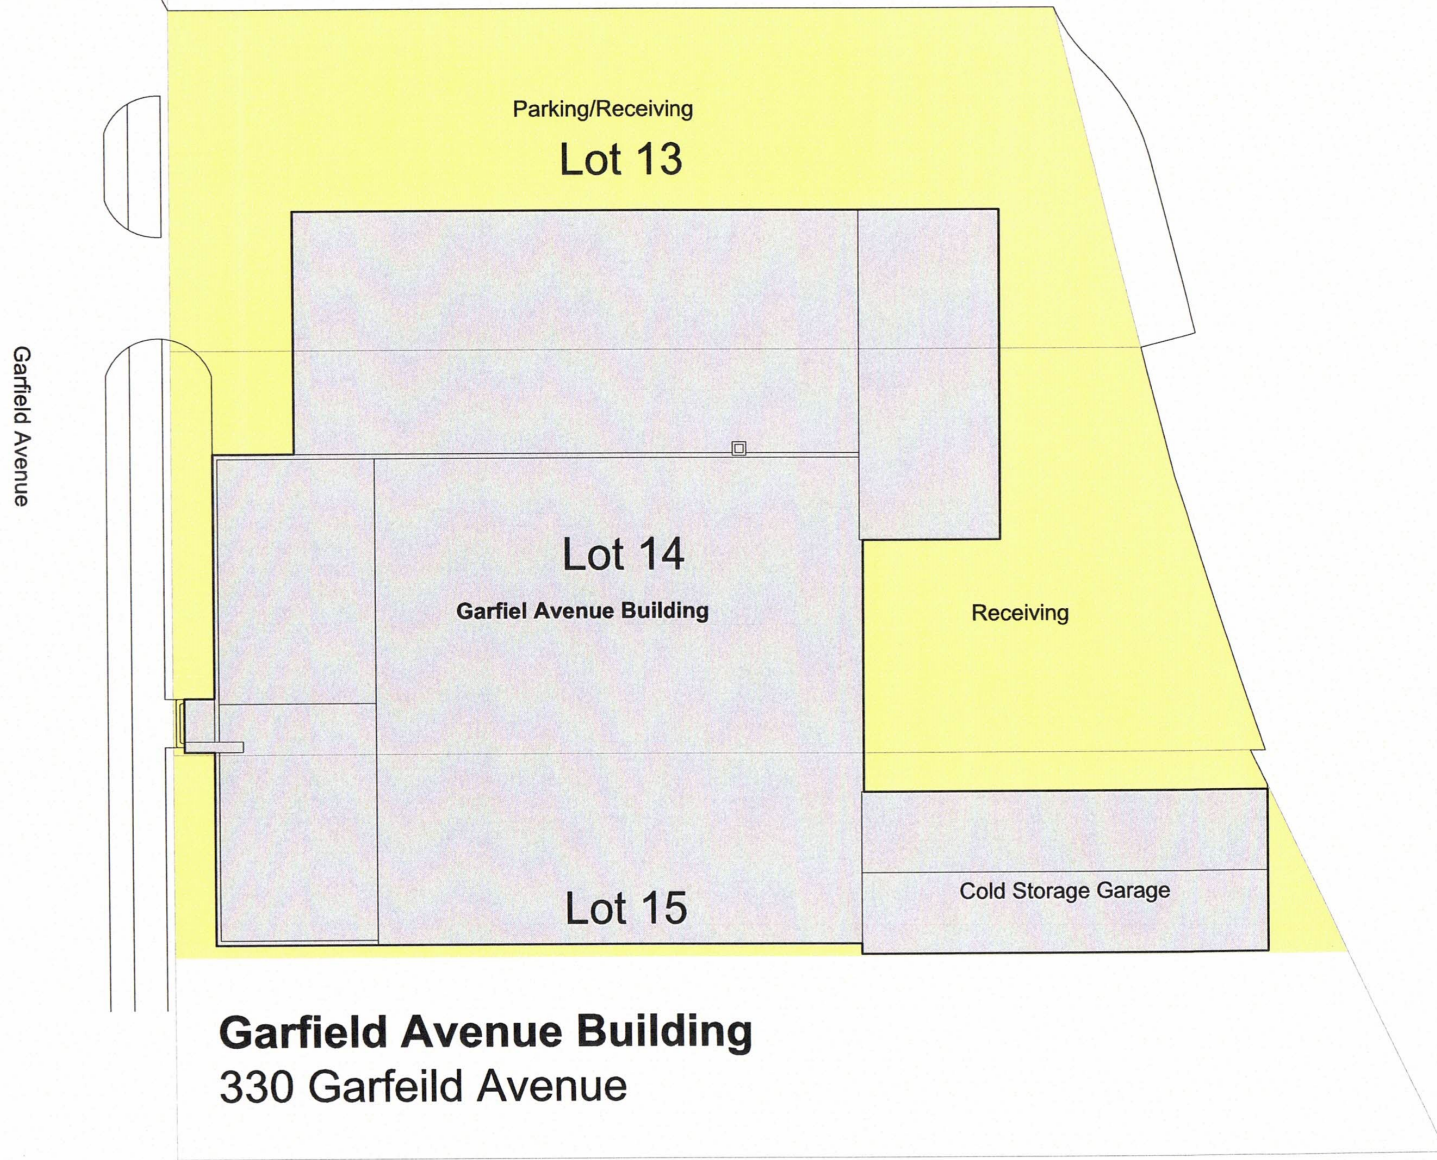 Parking/Receiving
Lot 13
Garfield Avenue
Lot 14
Garfiel Avenue Building
Receiving
Cold Storage Garage
Lot 15
Garfield Avenue Building
330 Garfeild Avenue